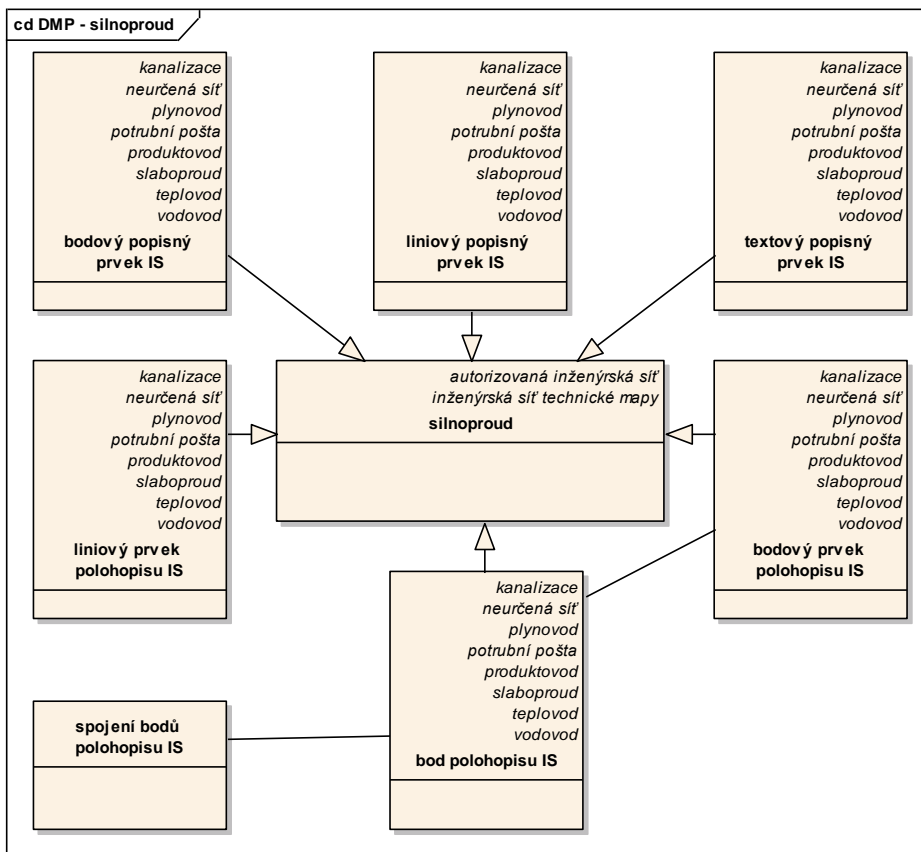 cd DMP - silnoproud
kanalizace
neurčená síť
plynovod
potrubní pošta
produktovod
slaboproud
teplovod
vodovod
bodový popisný
prvek IS
kanalizace
neurčená síť
plynovod
potrubní pošta
produktovod
slaboproud
teplovod
vodovod
liniový popisný
prvek IS
kanalizace
neurčená síť
plynovod
potrubní pošta
produktovod
slaboproud
teplovod
vodovod
textový popisný
prvek IS
kanalizace
neurčená síť
plynovod
potrubní pošta
produktovod
slaboproud
teplovod
vodovod
liniový prvek
polohopisu IS
autorizovaná inženýrská síť
inženýrská síť technické mapy
silnoproud
kanalizace
neurčená síť
plynovod
potrubní pošta
produktovod
slaboproud
teplovod
vodovod
bodový prvek
polohopisu IS
kanalizace
neurčená síť
plynovod
potrubní pošta
produktovod
slaboproud
teplovod
vodovod
bod polohopisu IS
spojení bodů
polohopisu IS